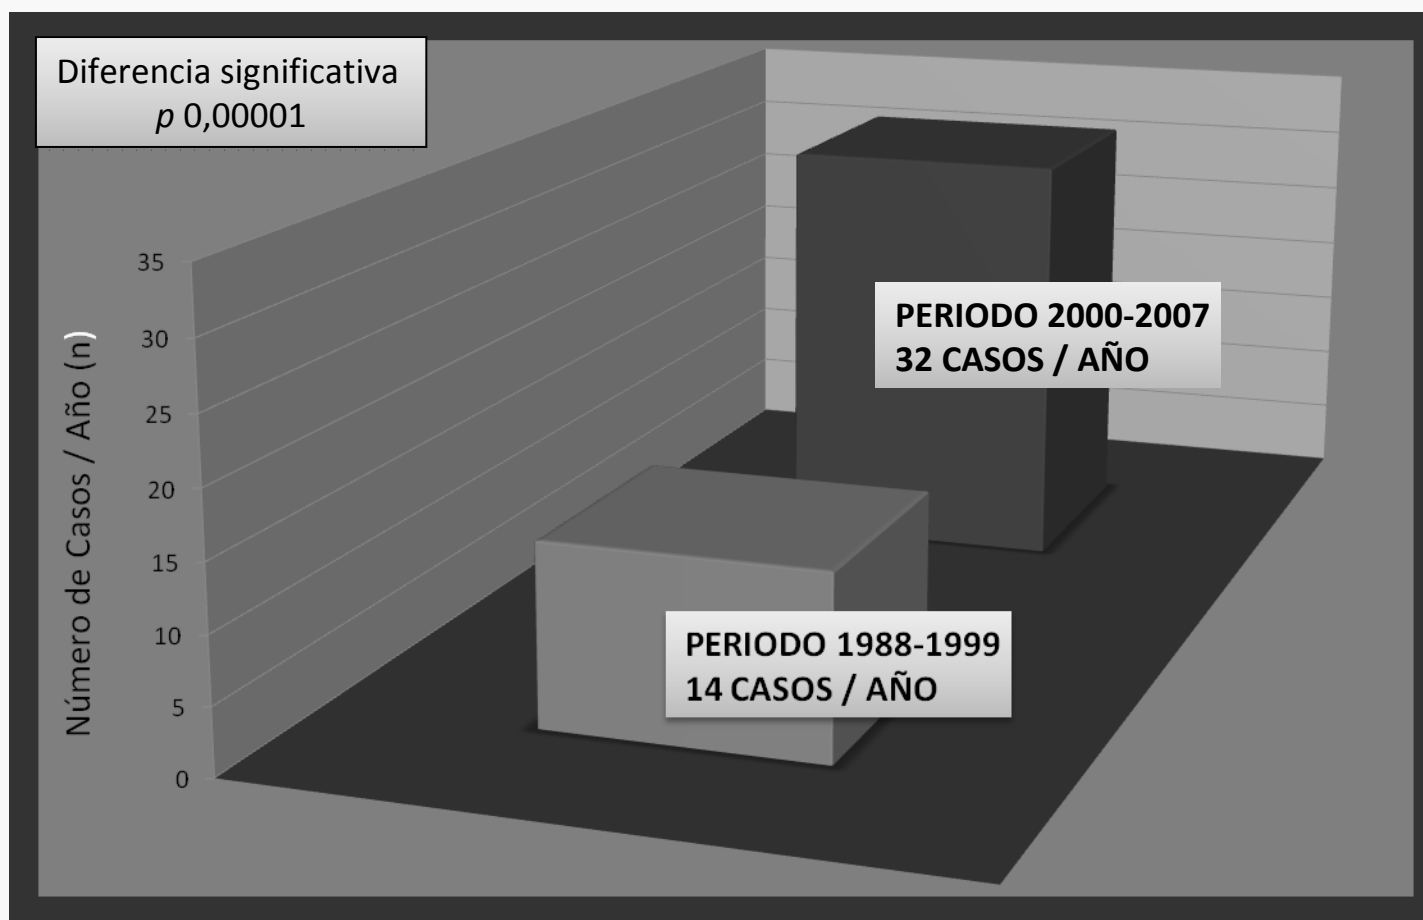 Diferencia significativa
p 0,00001
35
30
25
20
15
10
5
0
Número de Casos / Año (n)
PERIODO 2000-2007
32 CASOS / AÑO
PERIODO 1988-1999
14 CASOS / AÑO